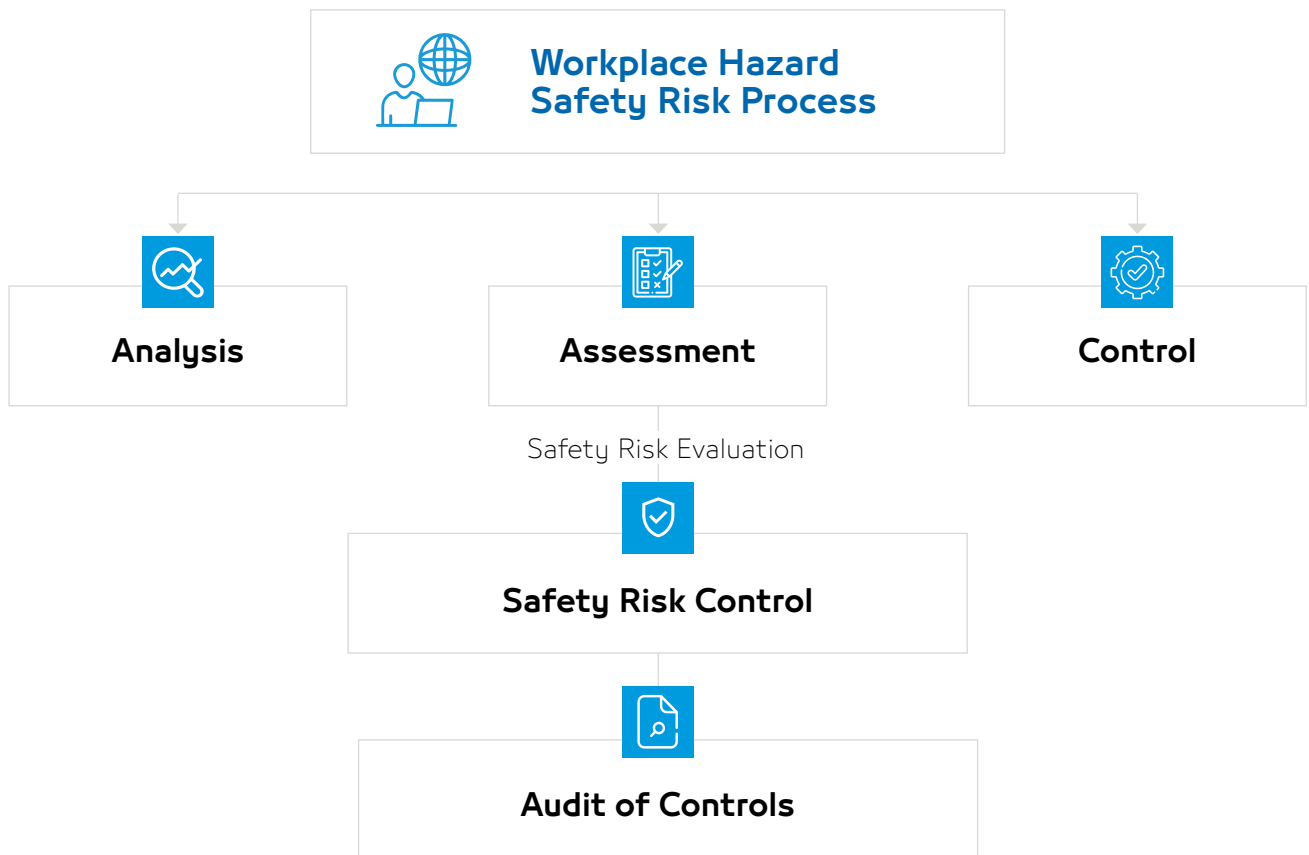 Workplace Hazard
Safety Risk Process
Analysis
Assessment
Control
Safety Risk Evaluation
Safety Risk Control
Audit of Controls